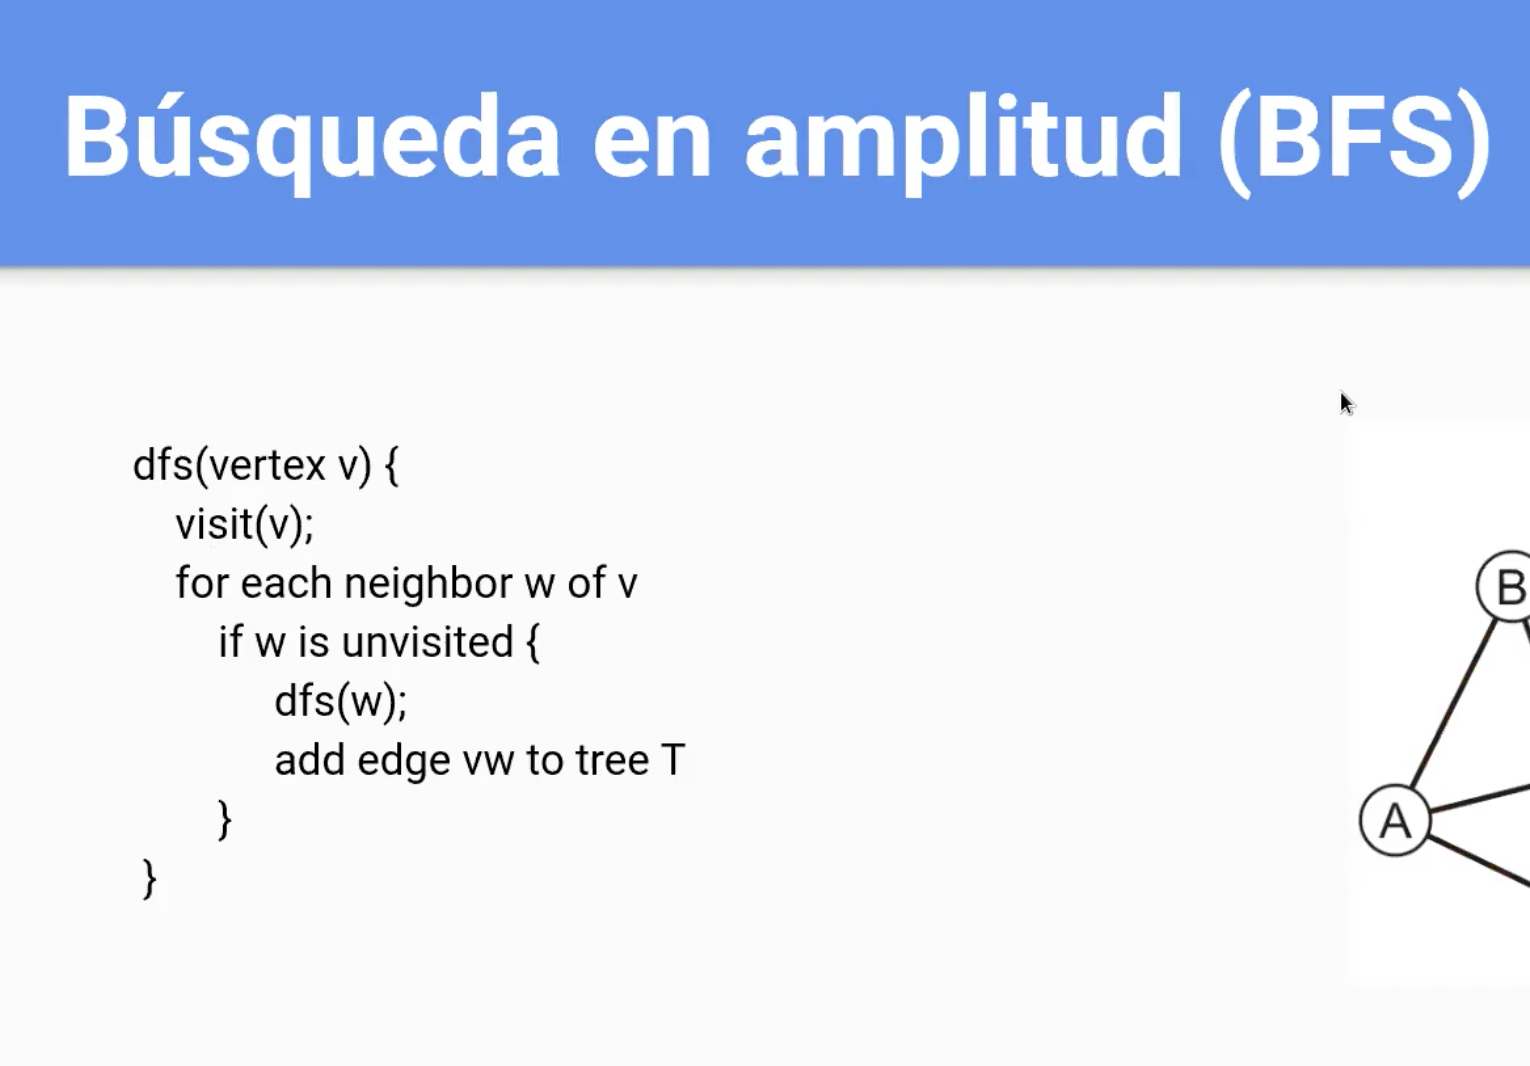 Búsqueda en amplitud (BFS)
dfs(vertex v) {
visit(v);
for each neighbor w of v
if w is unvisited {
dfs(w);
add edge vw to tree T
}
}
B
A